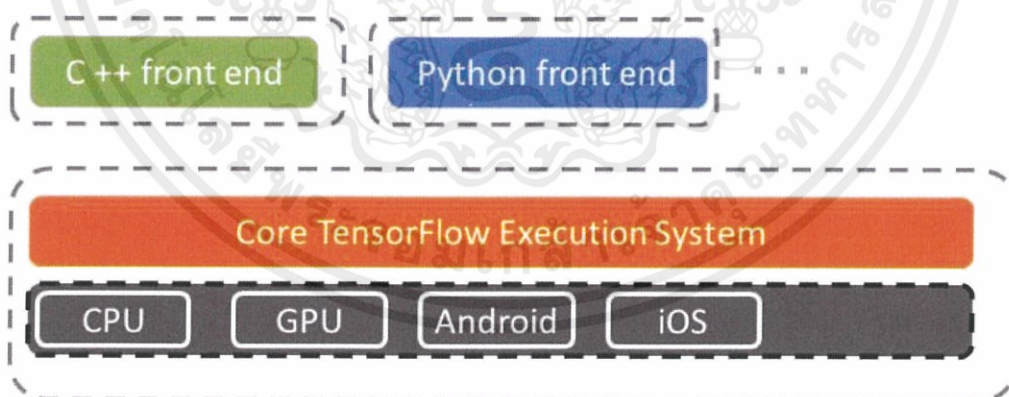 C ++ front end
Python front end
...
Core TensorFlow Execution System
CPU
GPU
Android
iOS